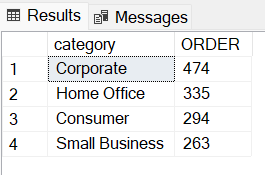 Results Messages
category ORDER
1 Corporate 474
2 Home Office 335
3 Consumer 294
4 Small Business 263